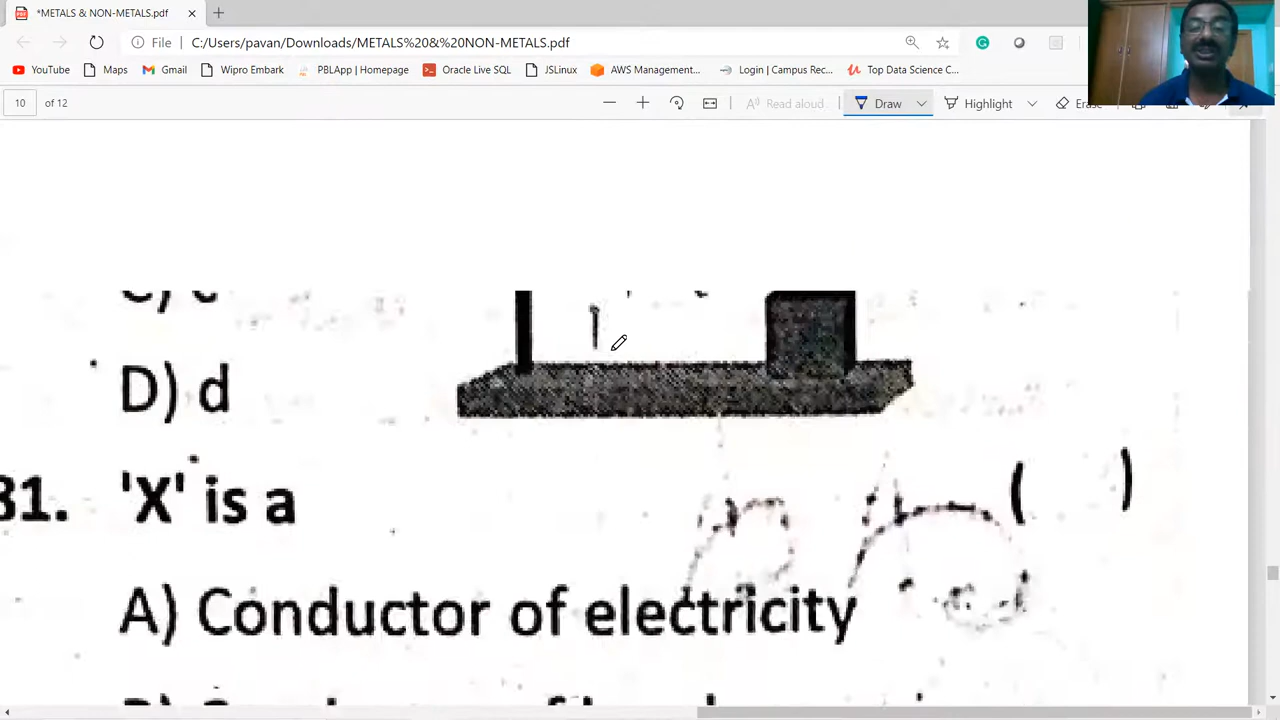 *METALS & NON-METALS.pdf
File C:/Users/pavan/Downloads/METALS%20&%20NON-METALS.pdf
YouTube Maps Gmail Wipro Embark PBLApp | Homepage Oracle Live SQL JSLinux AWS Management... Login | Campus Rec... Top Data Science C...
10 of 12 Read aloud Draw Highlight Erase
D) d
31. 'X' is a ( )
A) Conductor of electricity